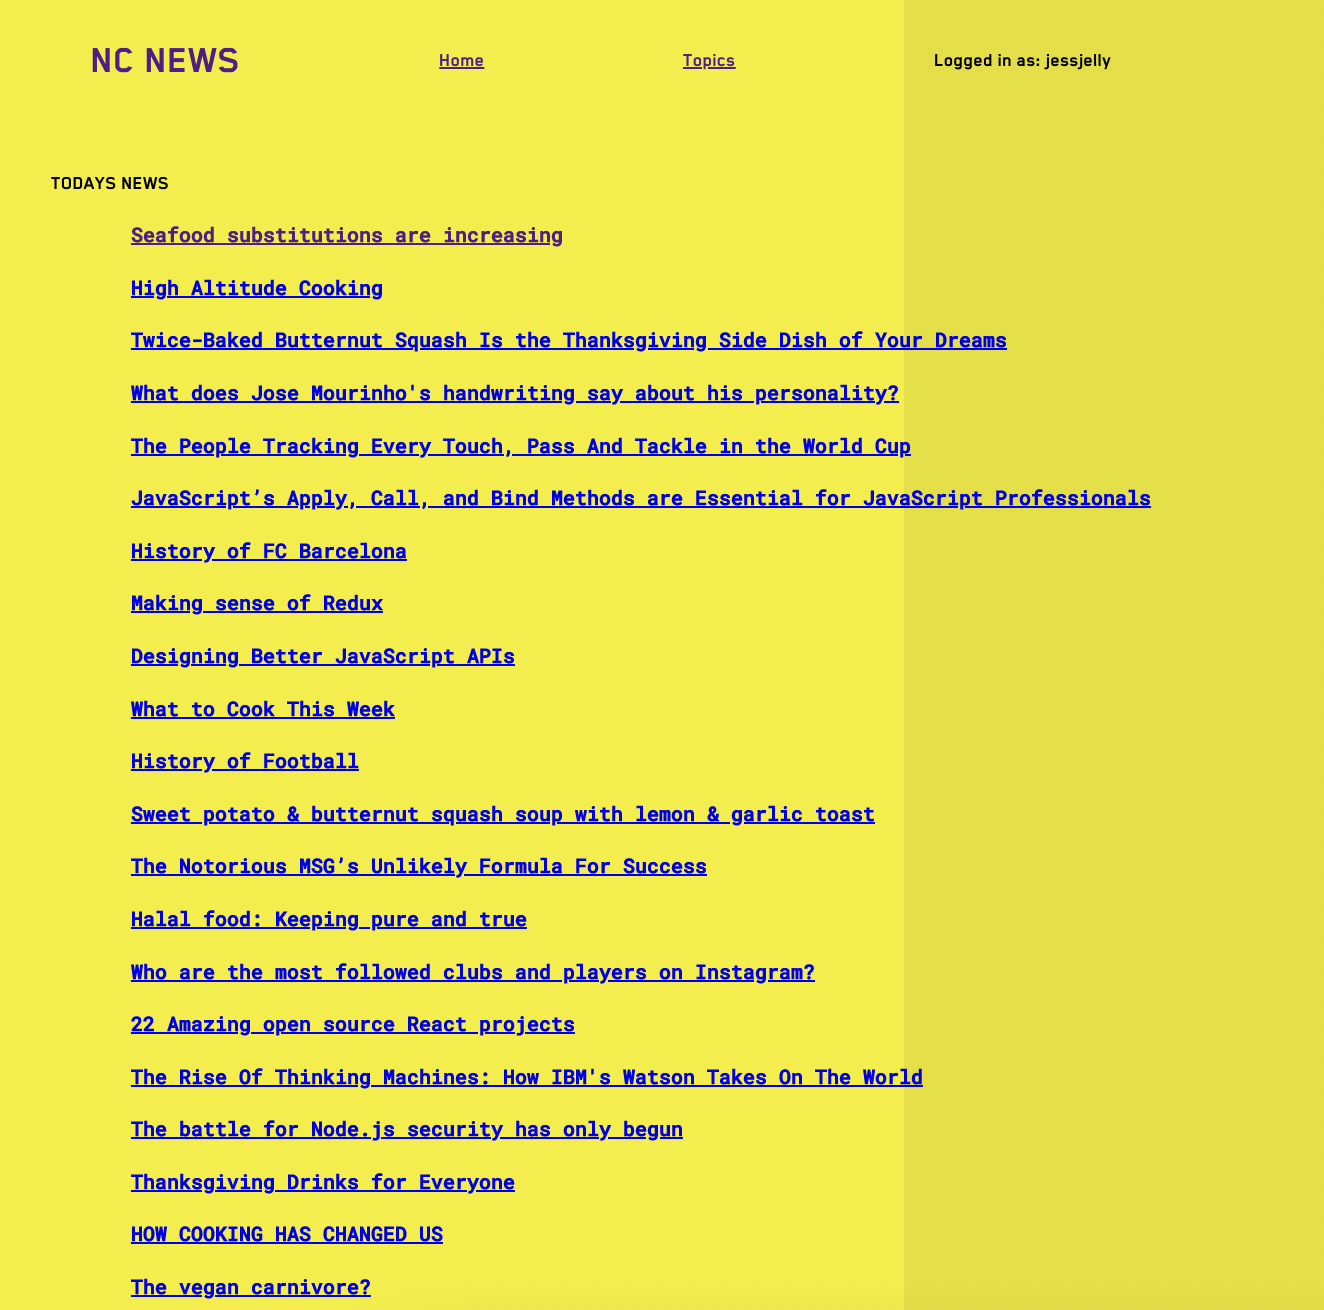 NC NEWS
Home
Topics
Logged in as: jessjelly
TODAYS NEWS
Seafood substitutions are increasing
High Altitude Cooking
Twice-Baked Butternut Squash Is the Thanksgiving Side Dish of Your Dreams
What does Jose Mourinho's handwriting say about his personality?
The People Tracking Every Touch, Pass And Tackle in the World Cup
JavaScript’s Apply, Call, and Bind Methods are Essential for JavaScript Professionals
History of FC Barcelona
Making sense of Redux
Designing Better JavaScript APIs
What to Cook This Week
History of Football
Sweet potato & butternut squash soup with lemon & garlic toast
The Notorious MSG’s Unlikely Formula For Success
Halal food: Keeping pure and true
Who are the most followed clubs and players on Instagram?
22 Amazing open source React projects
The Rise Of Thinking Machines: How IBM's Watson Takes On The World
The battle for Node.js security has only begun
Thanksgiving Drinks for Everyone
HOW COOKING HAS CHANGED US
The vegan carnivore?